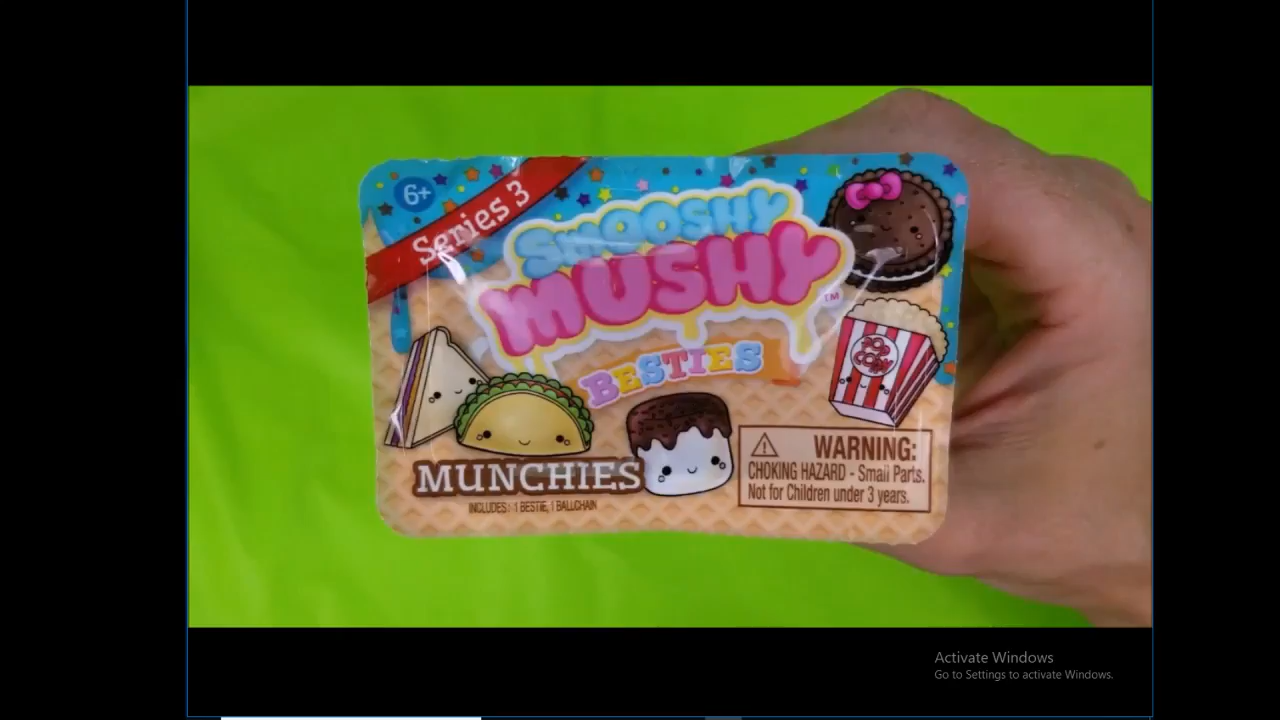 6+
Series 3
SMOOSHY
MUSHY
TM
BESTIES
POP
CORN
MUNCHIES
INCLUDES: 1 BESTIE, 1 BALLCHAIN
WARNING:
CHOKING HAZARD - Small Parts.
Not for Children under 3 years.
Activate Windows
Go to Settings to activate Windows.